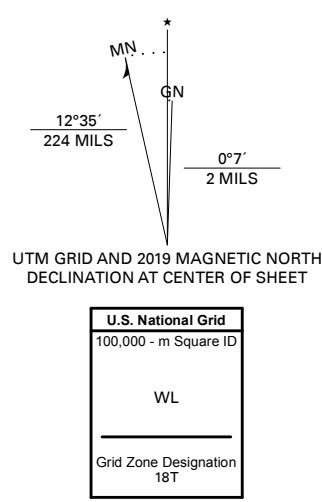 ★
MN
GN
12°35´
224 MILS
0°7´
2 MILS
UTM GRID AND 2019 MAGNETIC NORTH
DECLINATION AT CENTER OF SHEET
U.S. National Grid
100,000 - m Square ID
WL
Grid Zone Designation
18T